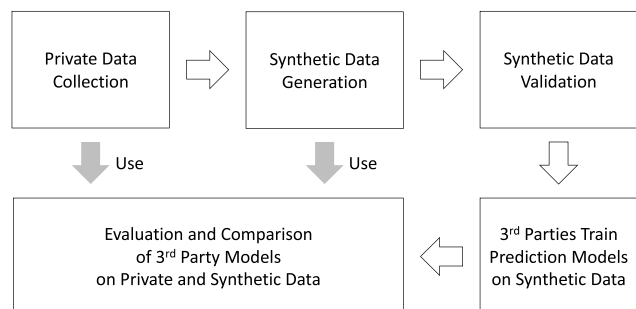 Private Data
Collection
Synthetic Data
Generation
Synthetic Data
Validation
Use
Use
Evaluation and Comparison
of 3rd Party Models
on Private and Synthetic Data
3rd Parties Train
Prediction Models
on Synthetic Data